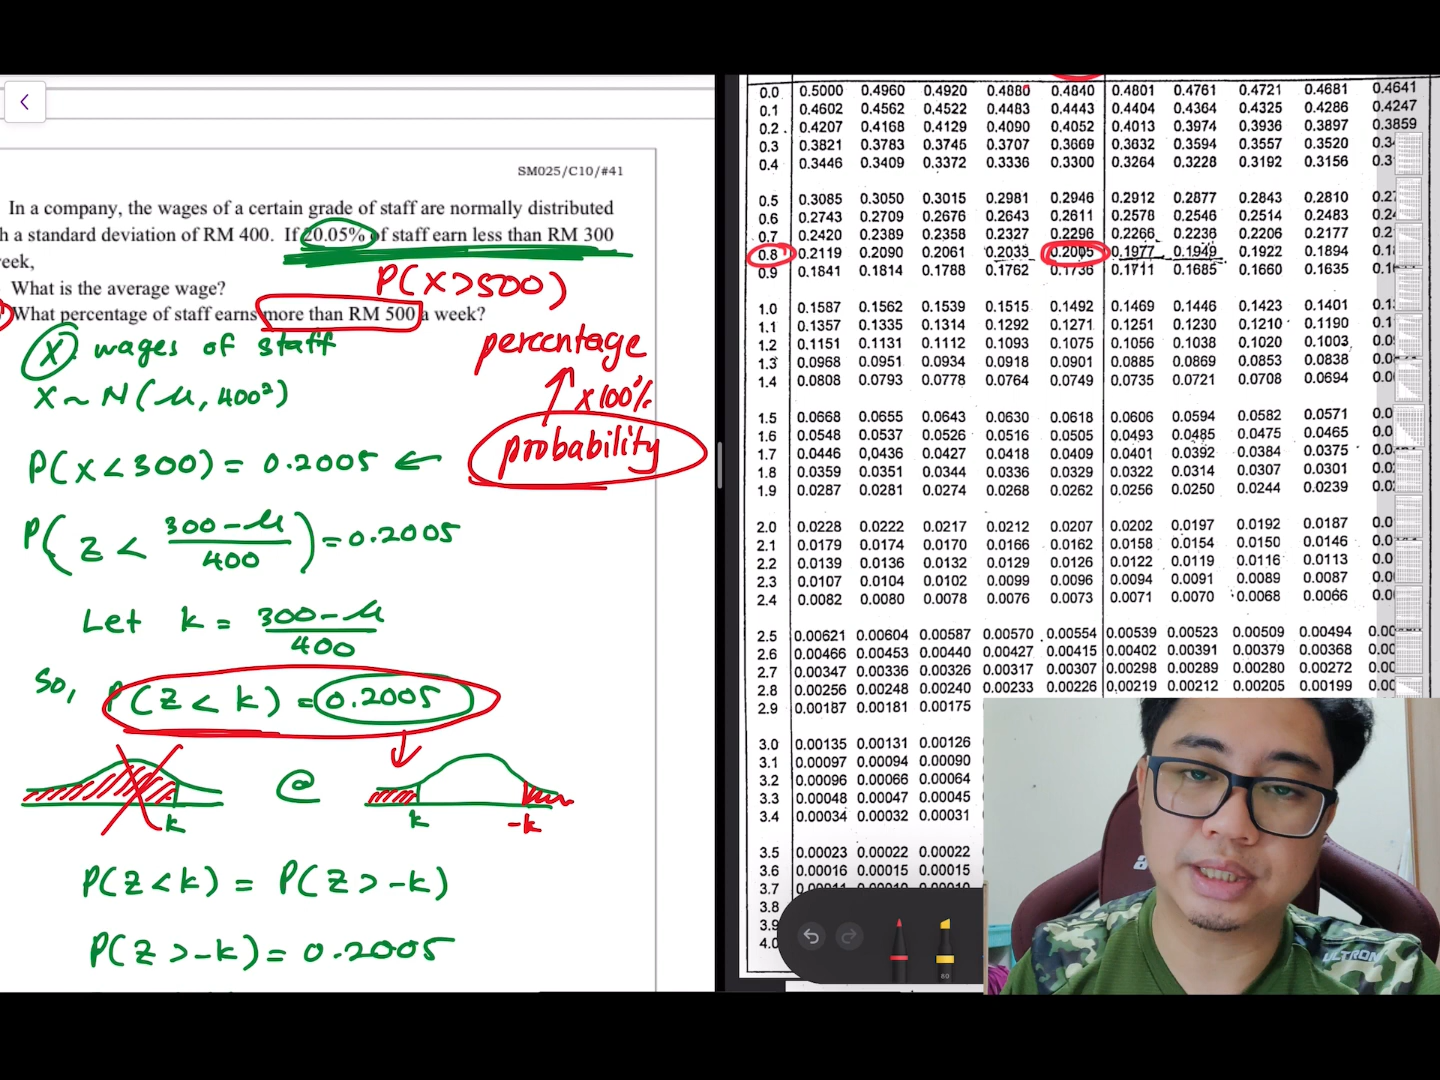 SM025/C10/#41
In a company, the wages of a certain grade of staff are normally distributed
h a standard deviation of RM 400. If 20.05% of staff earn less than RM 300
eek,
What is the average wage?
P(X>500)
What percentage of staff earns more than RM 500 a week?
X: wages of staff
X ~ N(μ, 400²)
percentage
x100%
probability
P(X<300) = 0.2005 ←
P(Z < (300-μ)/400) = 0.2005
Let k = (300-μ)/400
So, P(Z < k) = 0.2005
k @ k -k
P(Z<k) = P(Z>-k)
P(Z>-k) = 0.2005
0.0 0.5000 0.4960 0.4920 0.4880 0.4840 0.4801 0.4761 0.4721 0.4681 0.4641
0.1 0.4602 0.4562 0.4522 0.4483 0.4443 0.4404 0.4364 0.4325 0.4286 0.4247
0.2 0.4207 0.4168 0.4129 0.4090 0.4052 0.4013 0.3974 0.3936 0.3897 0.3859
0.3 0.3821 0.3783 0.3745 0.3707 0.3669 0.3632 0.3594 0.3557 0.3520
0.4 0.3446 0.3409 0.3372 0.3336 0.3300 0.3264 0.3228 0.3192 0.3156
0.5 0.3085 0.3050 0.3015 0.2981 0.2946 0.2912 0.2877 0.2843 0.2810
0.6 0.2743 0.2709 0.2676 0.2643 0.2611 0.2578 0.2546 0.2514 0.2483
0.7 0.2420 0.2389 0.2358 0.2327 0.2296 0.2266 0.2236 0.2206 0.2177
0.8 0.2119 0.2090 0.2061 0.2033 0.2005 0.1977 0.1949 0.1922 0.1894
0.9 0.1841 0.1814 0.1788 0.1762 0.1736 0.1711 0.1685 0.1660 0.1635
1.0 0.1587 0.1562 0.1539 0.1515 0.1492 0.1469 0.1446 0.1423 0.1401
1.1 0.1357 0.1335 0.1314 0.1292 0.1271 0.1251 0.1230 0.1210 0.1190
1.2 0.1151 0.1131 0.1112 0.1093 0.1075 0.1056 0.1038 0.1020 0.1003
1.3 0.0968 0.0951 0.0934 0.0918 0.0901 0.0885 0.0869 0.0853 0.0838
1.4 0.0808 0.0793 0.0778 0.0764 0.0749 0.0735 0.0721 0.0708 0.0694
1.5 0.0668 0.0655 0.0643 0.0630 0.0618 0.0606 0.0594 0.0582 0.0571
1.6 0.0548 0.0537 0.0526 0.0516 0.0505 0.0493 0.0485 0.0475 0.0465
1.7 0.0446 0,0436 0.0427 0.0418 0.0409 0.0401 0.0392 0.0384 0.0375
1.8 0.0359 0.0351 0.0344 0.0336 0.0329 0.0322 0.0314 0.0307 0.0301
1.9 0.0287 0.0281 0.0274 0.0268 0.0262 0.0256 0.0250 0.0244 0.0239
2.0 0.0228 0.0222 0.0217 0.0212 0.0207 0.0202 0.0197 0.0192 0.0187
2.1 0.0179 0.0174 0.0170 0.0166 0.0162 0.0158 0.0154 0.0150 0.0146
2.2 0.0139 0.0136 0.0132 0.0129 0.0126 0.0122 0.0119 0.0116 0.0113
2.3 0.0107 0.0104 0.0102 0.0099 0.0096 0.0094 0.0091 0.0089 0.0087
2.4 0.0082 0.0080 0.0078 0.0076 0.0073 0.0071 0.0070 0.0068 0.0066
2.5 0.00621 0.00604 0.00587 0.00570 0.00554 0.00539 0.00523 0.00509 0.00494
2.6 0.00466 0.00453 0.00440 0.00427 0.00415 0.00402 0.00391 0.00379 0.00368
2.7 0.00347 0.00336 0.00326 0.00317 0.00307 0.00298 0.00289 0.00280 0.00272
2.8 0.00256 0.00248 0.00240 0.00233 0.00226 0.00219 0.00212 0.00205 0.00199
2.9 0.00187 0.00181 0.00175
3.0 0.00135 0.00131 0.00126
3.1 0.00097 0.00094 0.00090
3.2 0.00096 0.00066 0.00064
3.3 0.00048 0.00047 0.00045
3.4 0.00034 0.00032 0.00031
3.5 0.00023 0.00022 0.00022
3.6 0.00016 0.00015 0.00015
3.7
3.8
3.9
4.0
80
ULTRON